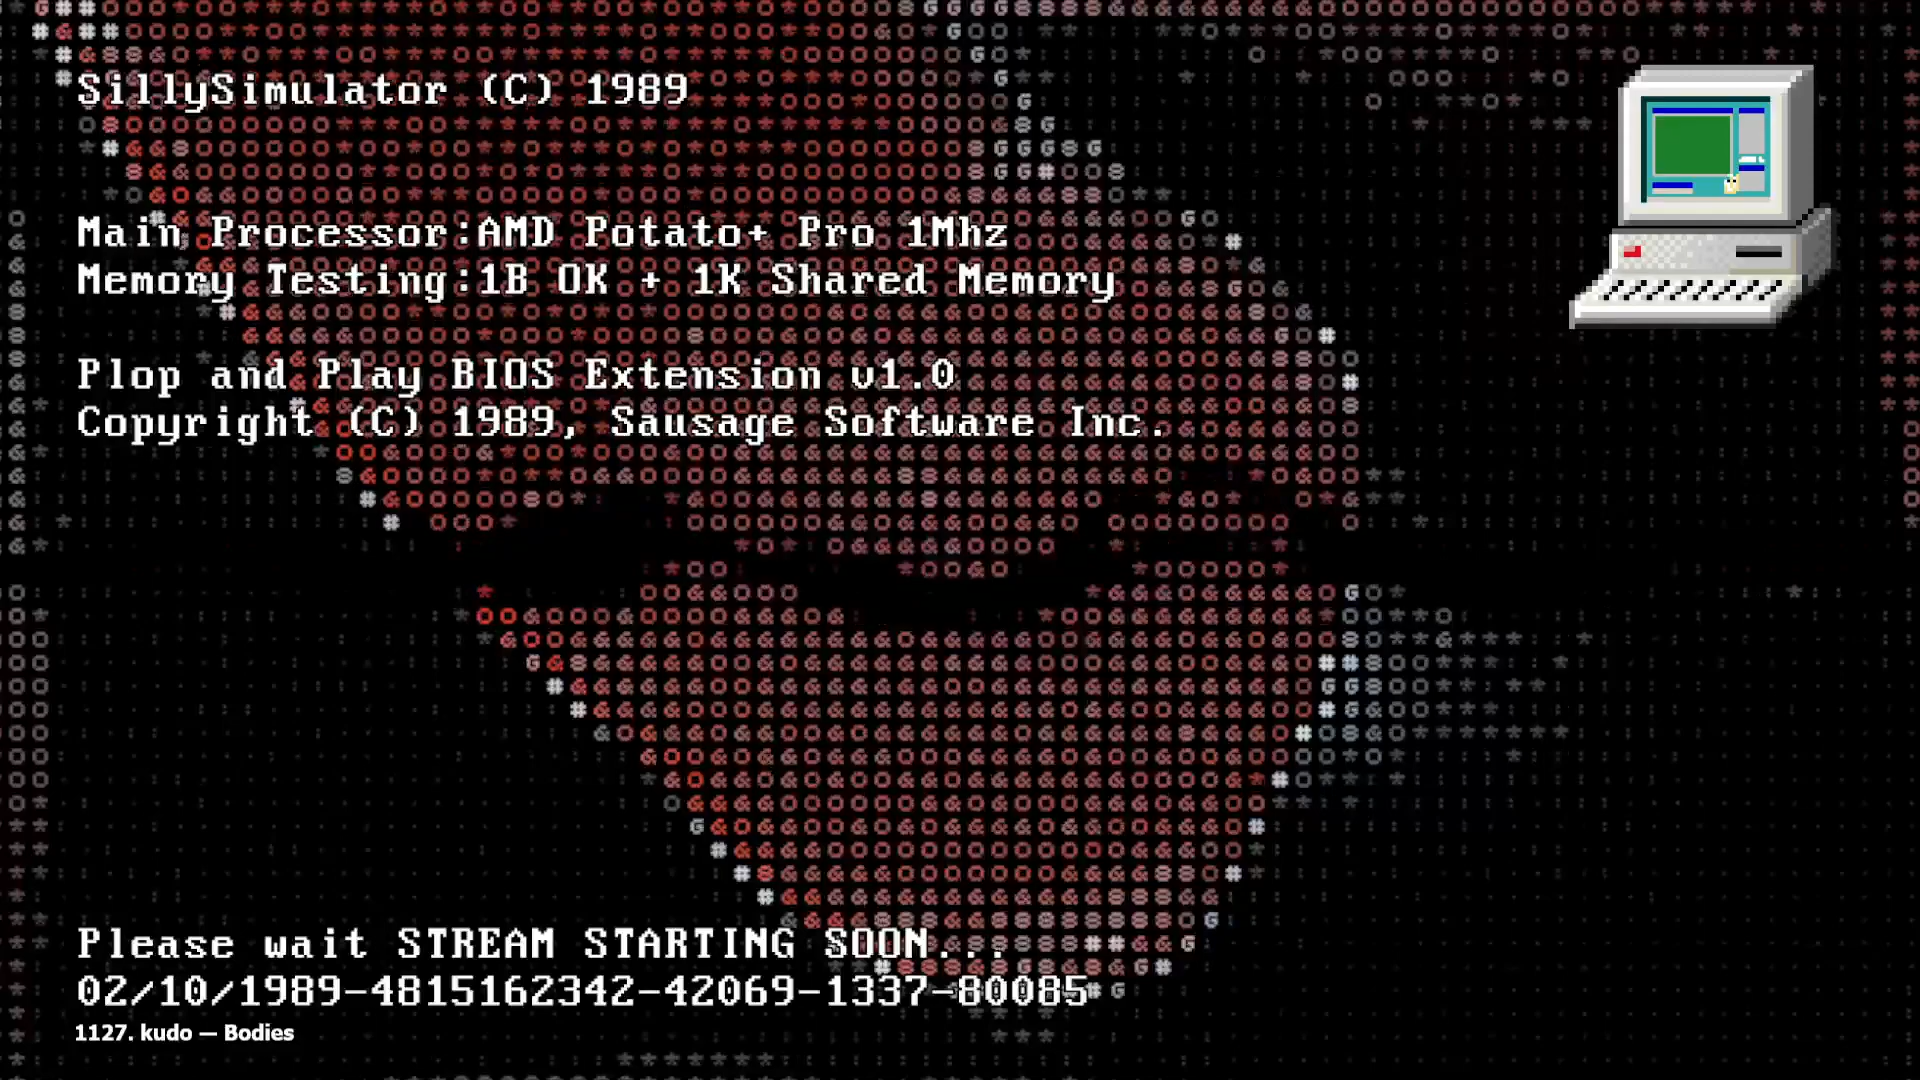 SillySimulator (C) 1989
Main Processor:AMD Potato+ Pro 1Mhz
Memory Testing:1B OK + 1K Shared Memory
Plop and Play BIOS Extension v1.0
Copyright (C) 1989, Sausage Software Inc.
Please wait STREAM STARTING SOON...
02/10/1989-4815162342-42069-1337-80085
1127. kudo — Bodies